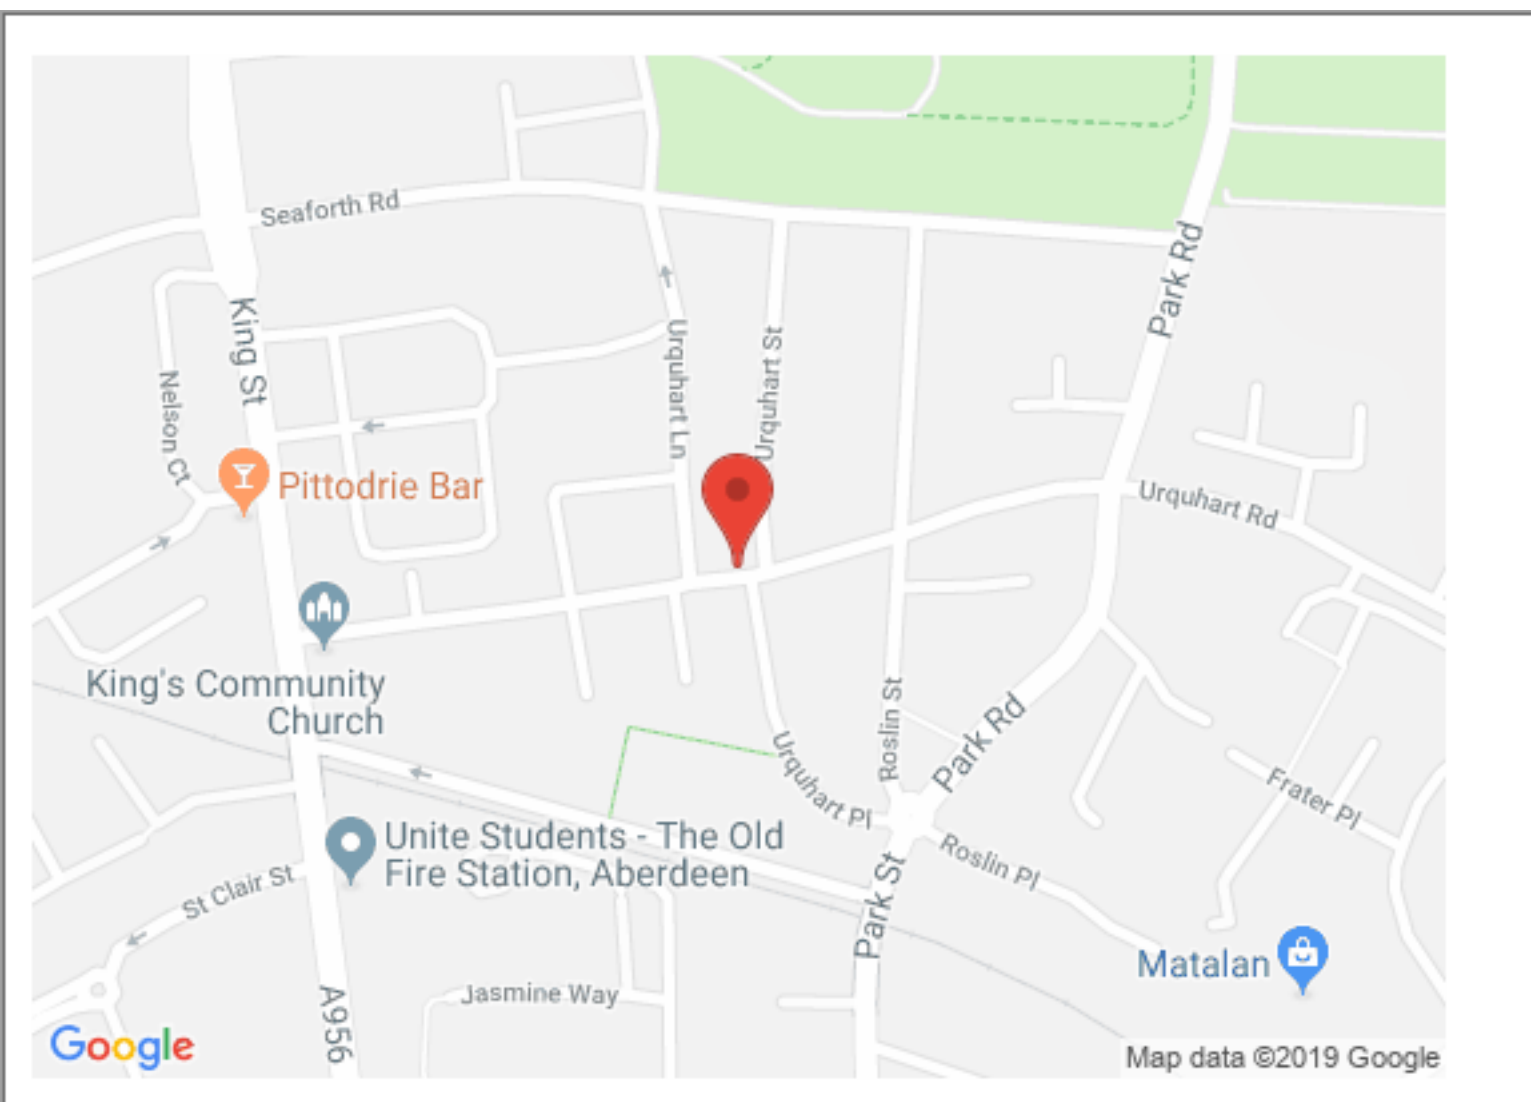 Seaforth Rd
Park Rd
King St
Urquhart Ln
Urquhart St
Nelson Ct
Pittodrie Bar
Urquhart Rd
King's Community
Church
Roslin St
Park Rd
Urquhart Pl
Frater Pl
Unite Students - The Old
Fire Station, Aberdeen
Roslin Pl
St Clair St
Park St
Matalan
Jasmine Way
A956
Google
Map data ©2019 Google